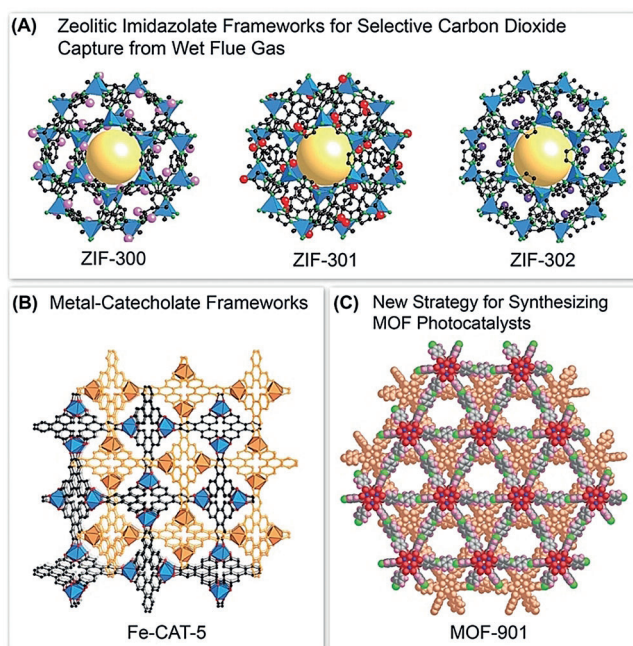 (A) Zeolitic Imidazolate Frameworks for Selective Carbon Dioxide
Capture from Wet Flue Gas
ZIF-300
ZIF-301
ZIF-302
(B) Metal-Catecholate Frameworks
Fe-CAT-5
(C) New Strategy for Synthesizing
MOF Photocatalysts
MOF-901